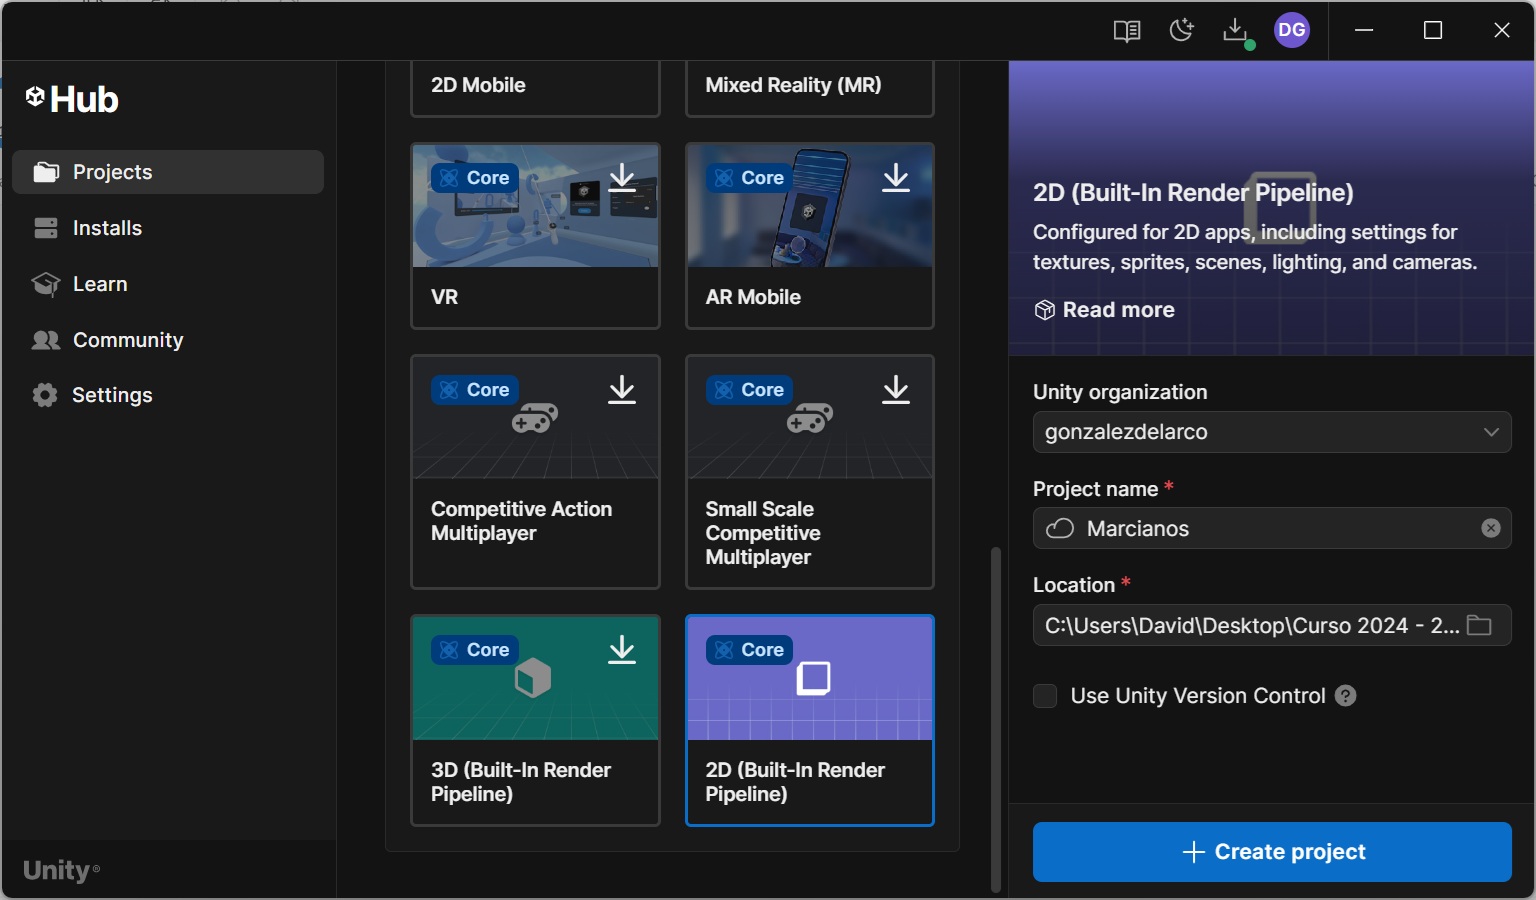 DG
Hub
Projects
Installs
Learn
Community
Settings
Unity®
2D Mobile
Mixed Reality (MR)
Core
VR
Core
AR Mobile
Core
Competitive Action
Multiplayer
Core
Small Scale
Competitive
Multiplayer
Core
3D (Built-In Render
Pipeline)
Core
2D (Built-In Render
Pipeline)
2D (Built-In Render Pipeline)
Configured for 2D apps, including settings for
textures, sprites, scenes, lighting, and cameras.
Read more
Unity organization
gonzalezdelarco
Project name *
Marcianos
Location *
C:\Users\David\Desktop\Curso 2024 - 2...
Use Unity Version Control ?
+ Create project